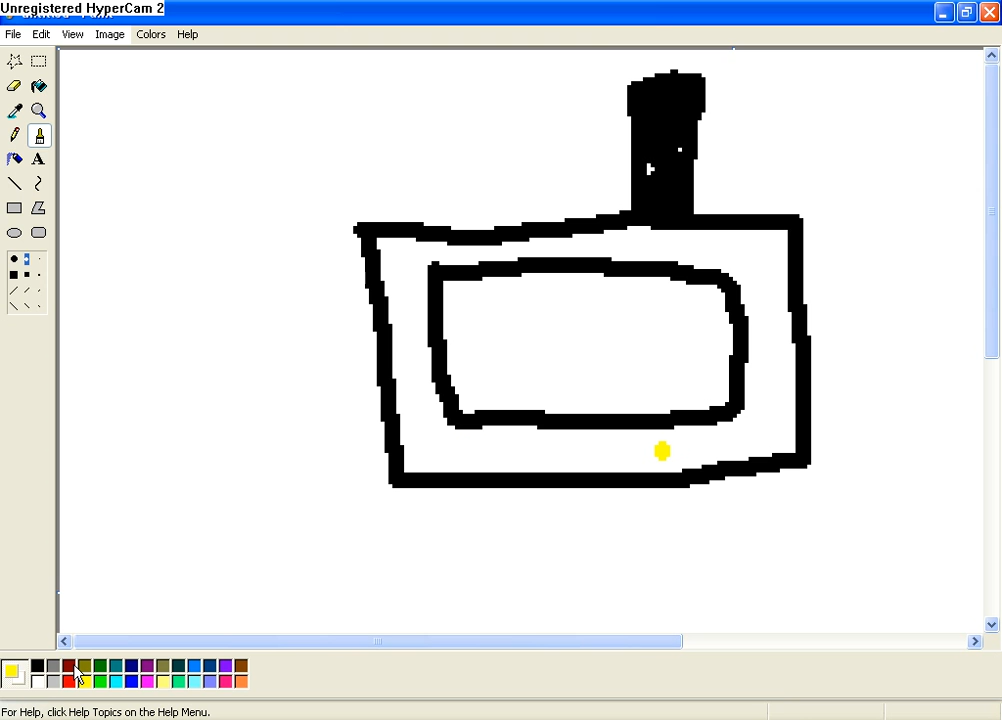 Unregistered HyperCam 2
File Edit View Image Colors Help
A
For Help, click Help Topics on the Help Menu.